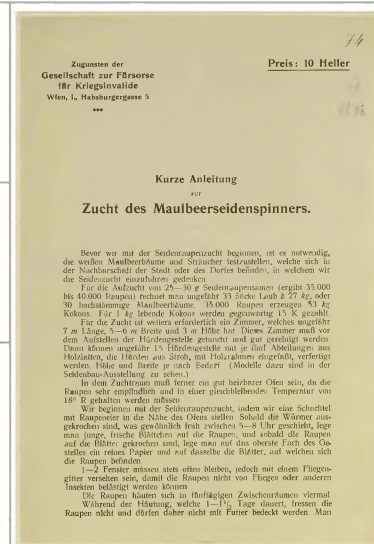 74
Zugunsten der
Gesellschaft zur Fürsorse
für Kriegsinvalide
Wien, I., Habsburgergasse 5
***
Preis: 10 Heller
Kurze Anleitung
zur
Zucht des Maulbeerseidenspinners.
Bevor wir mit der Seidenraupenzucht beginnen, ist es notwendig,
die weißen Maulbeerbäume und Sträucher festzustellen, welche sich in
der Nachbarschaft der Stadt oder des Dorfes befinden, in welchem wir
die Seidenzucht einzuführen gedenken
Für die Aufzucht von 25—30 g Seidenraupensamen (ergibt 35.000
bis 40.000 Raupen) rechnet man ungefähr 33 Säcke Laub à 27 kg, oder
30 hochstämmige Maulbeerbäume. 35.000 Raupen erzeugen 53 kg
Kokons. Für 1 kg lebende Kokons werden gegenwärtig 15 K gezahlt.
Für die Zucht ist weiters erforderlich ein Zimmer, welches ungefähr
7 m Länge, 5—6 m Breite und 3 m Höhe hat. Dieses Zimmer muß vor
dem Aufstellen der Hürdengestelle getüncht und gut gereinigt werden.
Dann können ungefähr 15 Hürdengestelle mit je fünf Abteilungen aus
Holzlatten, die Hürden aus Stroh, mit Holzrahmen eingefaßt, verfertigt
werden. Höhe und Breite je nach Bedarf (Modelle dazu sind in der
Seidenbau-Ausstellung zu sehen.)
In dem Zuchtraum muß ferner ein gut heizbarer Ofen sein, da die
Raupen sehr empfindlich und in einer gleichbleibenden Temperatur von
18° R gehalten werden müssen
Wir beginnen mit der Seidenraupenzucht, indem wir eine Schachtel
mit Raupeneier in die Nähe des Ofens stellen Sobald die Würmer aus-
gekrochen sind, was gewöhnlich früh zwischen 5—8 Uhr geschieht, lege
man junge, frische Blättchen auf die Raupen, und sobald die Raupen
auf die Blätter gekrochen sind, lege man auf das oberste Fach des Ge-
stelles ein reines Papier und auf dasselbe die Blätter, auf welchen sich
die Raupen befinden.
1—2 Fenster müssen stets offen bleiben, jedoch mit einem Fliegen-
gitter versehen sein, damit die Raupen nicht von Fliegen oder anderen
Insekten belästigt werden können
Die Raupen häuten sich in fünftägigen Zwischenräumen viermal
Während der Häutung, welche 1—1½ Tage dauert, fressen die
Raupen nicht und dürfen daher nicht mit Futter bedeckt werden Man